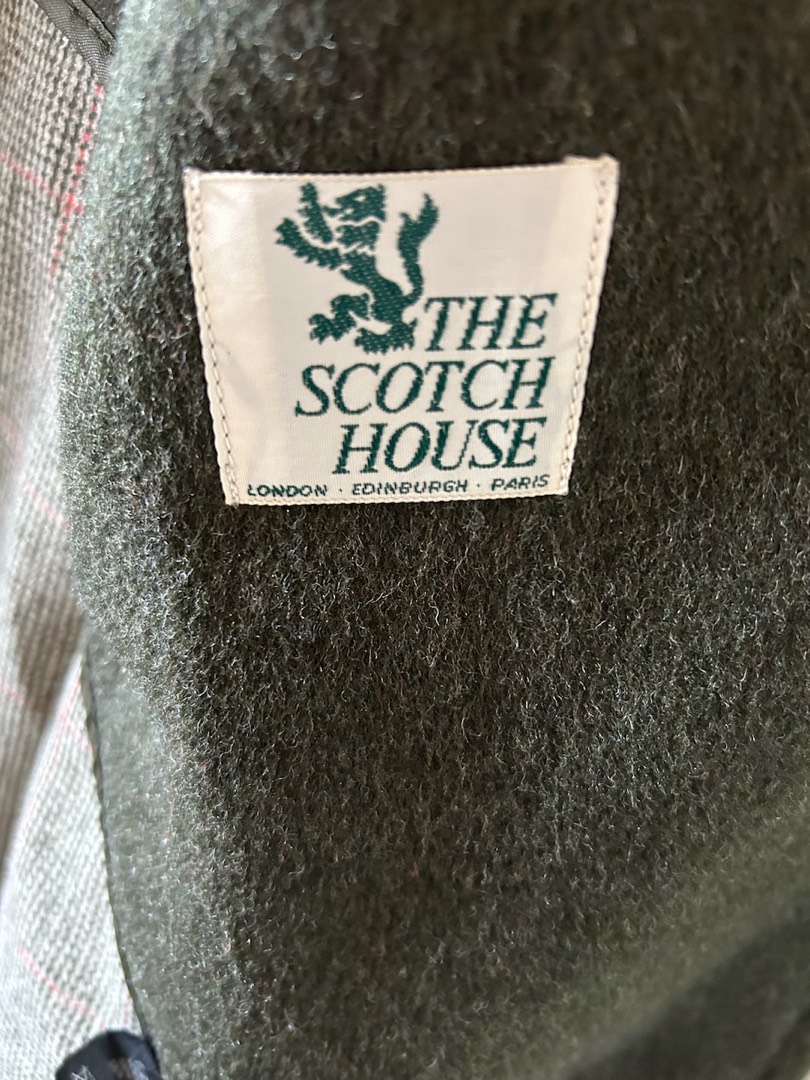 THE
SCOTCH
HOUSE
LONDON · EDINBURGH · PARIS